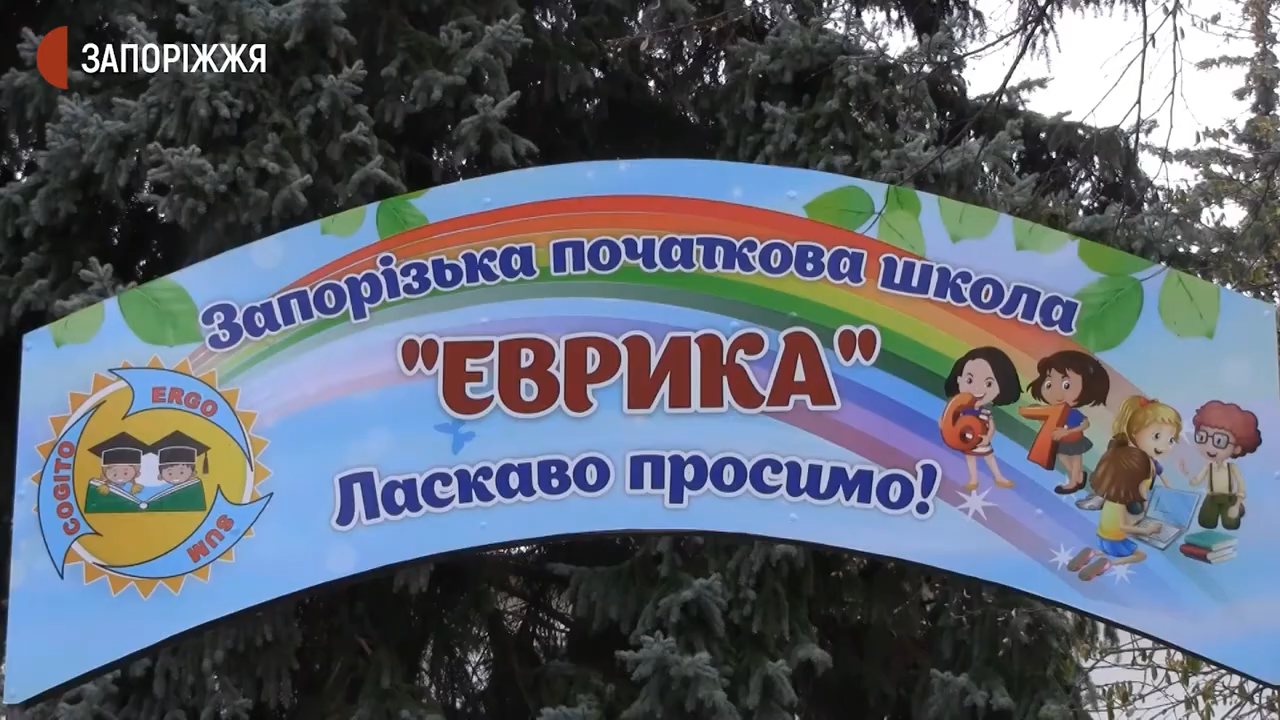 ЗАПОРІЖЖЯ
Запорізька початкова школа
"ЕВРИКА"
Ласкаво просимо!
COGITO
ERGO
SUM
6 7